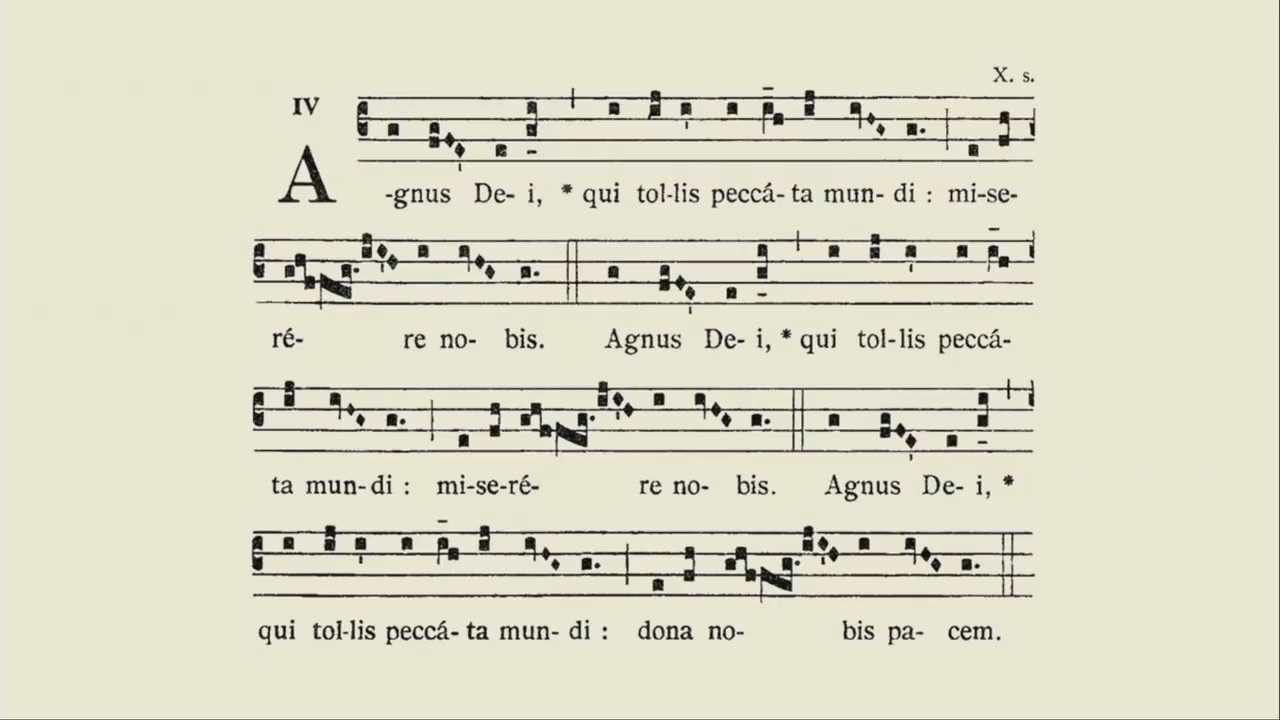 X. s.
IV
A-gnus De- i, * qui tol-lis peccá- ta mun- di : mi-se-
ré- re no- bis. Agnus De- i, * qui tol-lis peccá-
ta mun-di : mi-se-ré- re no- bis. Agnus De- i, *
qui tol-lis peccá- ta mun- di : dona no- bis pa- cem.